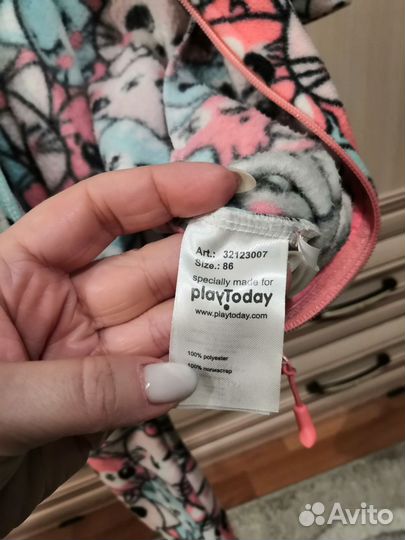 Art.: 32123007
Size.: 86
specially made for
playToday
www.playtoday.com
100% polyester
100% полиэстер
Avito